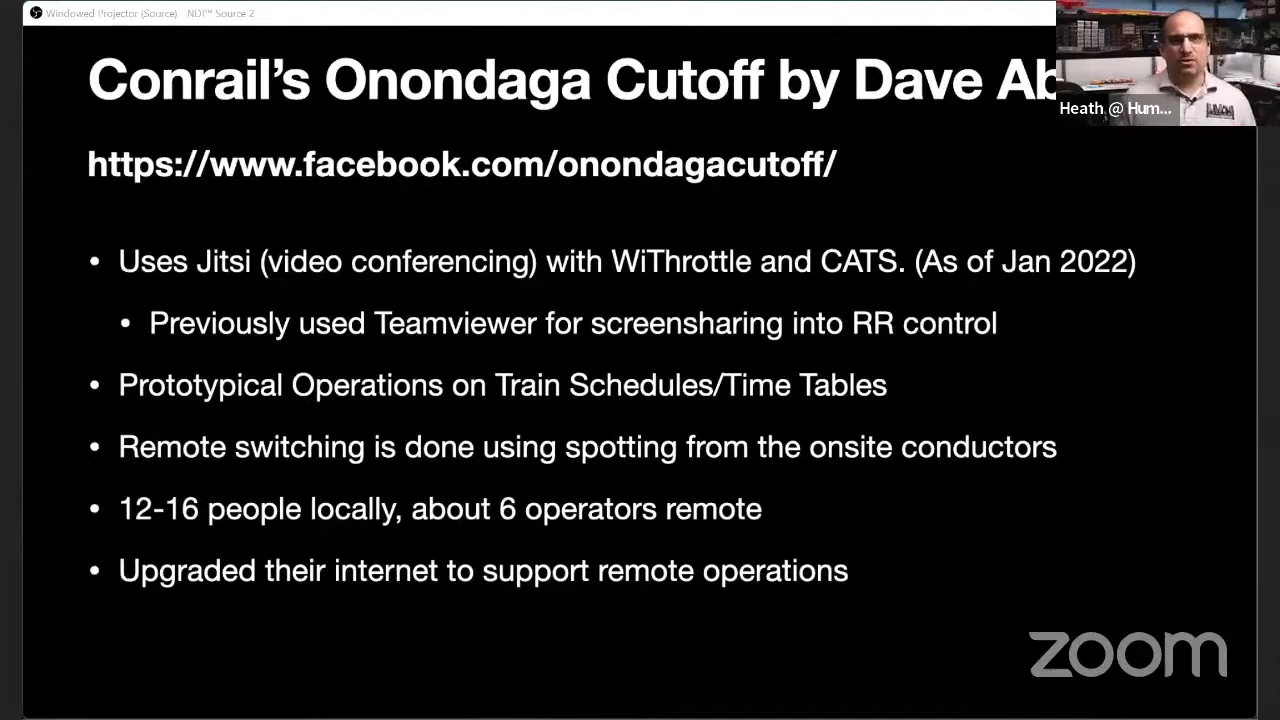 Windowed Projector (Source) - NDI™ Source 2
Conrail's Onondaga Cutoff by Dave Ab
Heath @ Hum...
https://www.facebook.com/onondagacutoff/
• Uses Jitsi (video conferencing) with WiThrottle and CATS. (As of Jan 2022)
• Previously used Teamviewer for screensharing into RR control
• Prototypical Operations on Train Schedules/Time Tables
• Remote switching is done using spotting from the onsite conductors
• 12-16 people locally, about 6 operators remote
• Upgraded their internet to support remote operations
zoom